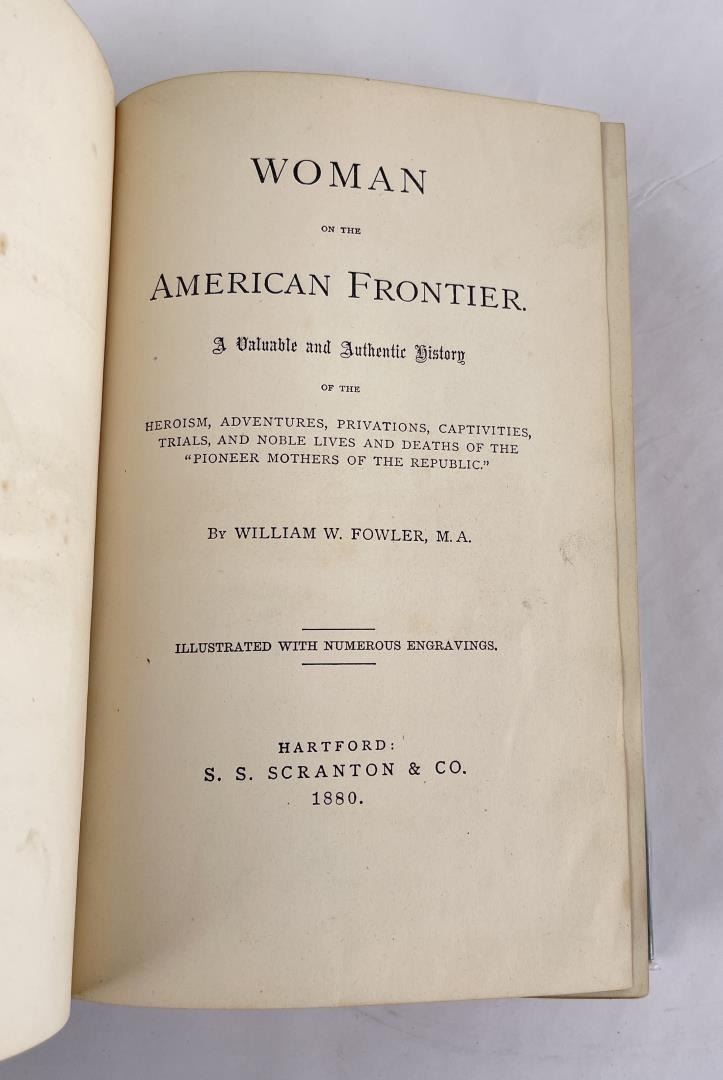 WOMAN
ON THE
AMERICAN FRONTIER.
A Valuable and Authentic History
OF THE
HEROISM, ADVENTURES, PRIVATIONS, CAPTIVITIES,
TRIALS, AND NOBLE LIVES AND DEATHS OF THE
“PIONEER MOTHERS OF THE REPUBLIC.”
BY WILLIAM W. FOWLER, M.A.
ILLUSTRATED WITH NUMEROUS ENGRAVINGS.
HARTFORD:
S. S. SCRANTON & CO.
1880.